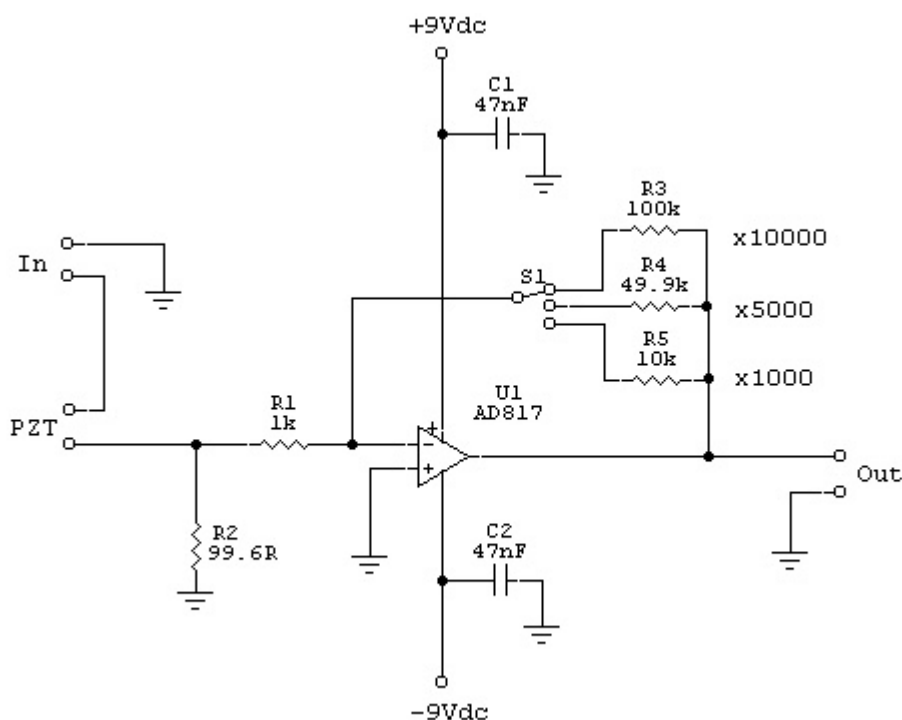 +9Vdc
C1
47nF
R3
100k
x10000
In
S1
R4
49.9k
x5000
R5
10k
x1000
U1
AD817
PZT
R1
1k
+
-
+
Out
R2
99.6R
C2
47nF
-9Vdc